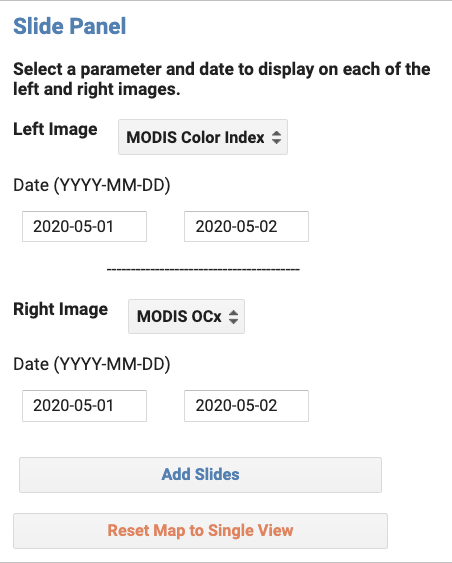 Slide Panel
Select a parameter and date to display on each of the
left and right images.
Left Image MODIS Color Index
Date (YYYY-MM-DD)
2020-05-01 2020-05-02
----------------------------------------
Right Image MODIS OCx
Date (YYYY-MM-DD)
2020-05-01 2020-05-02
Add Slides
Reset Map to Single View